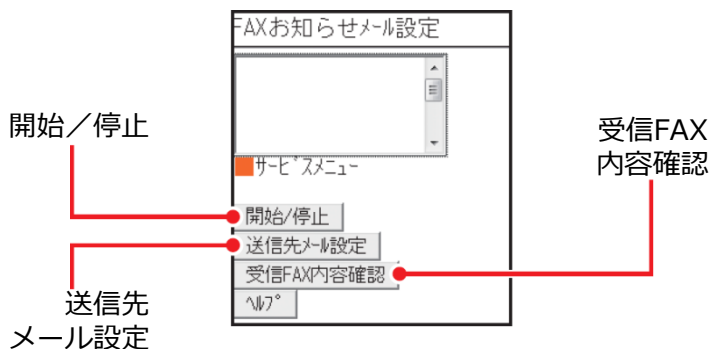 FAXお知らせﾒｰﾙ設定
開始／停止
受信FAX
内容確認
ｻｰﾋﾞｽﾒﾆｭｰ
開始/停止
送信先ﾒｰﾙ設定
受信FAX内容確認
ﾍﾙﾌﾟ
送信先
メール設定